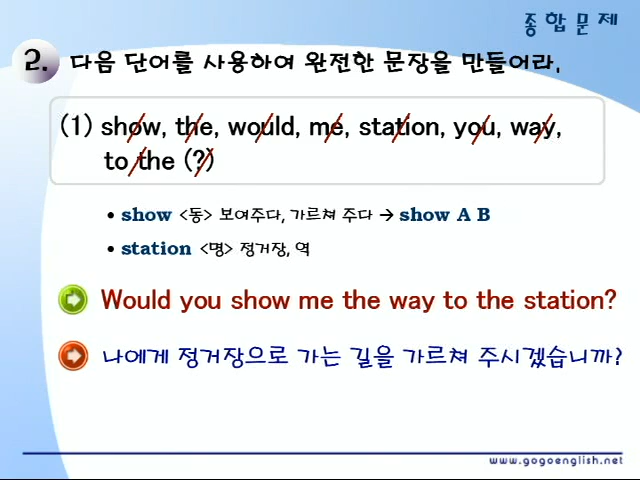 종합문제
2. 다음 단어를 사용하여 완전한 문장을 만들어라.
(1) show, the, would, me, station, you, way,
to the (?)
• show <동> 보여주다, 가르쳐 주다 → show A B
• station <명> 정거장, 역
Would you show me the way to the station?
나에게 정거장으로 가는 길을 가르쳐 주시겠습니까?
www.gogoenglish.net